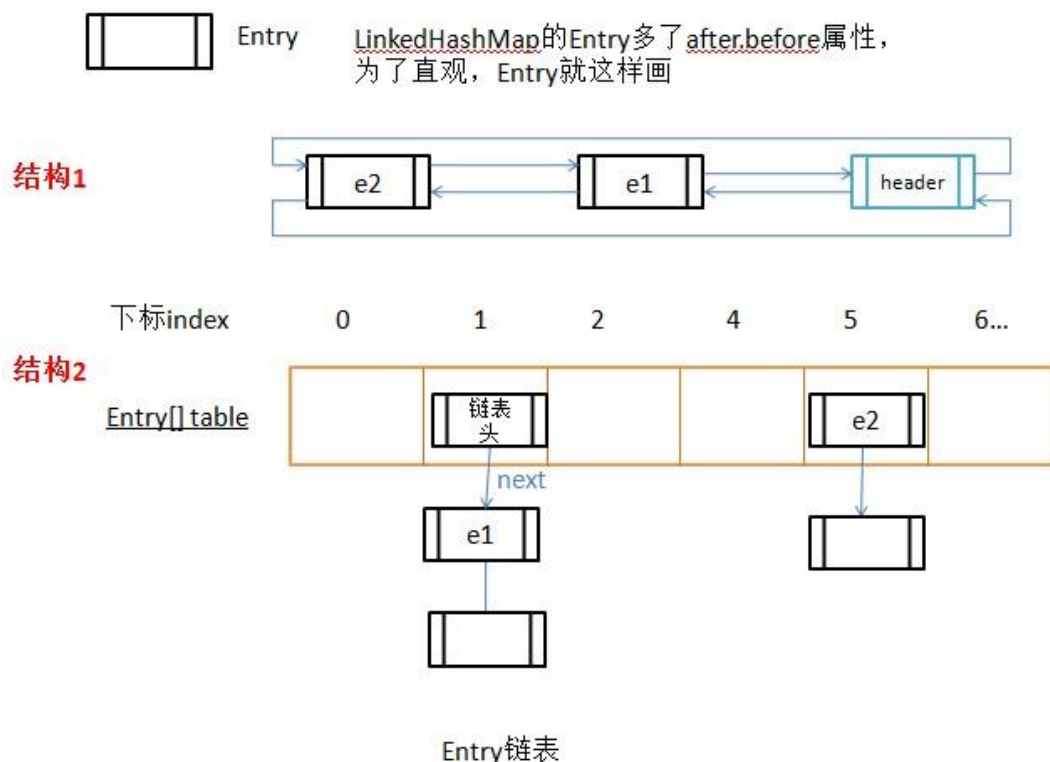 Entry
LinkedHashMap的Entry多了after.before属性，
为了直观，Entry就这样画
结构1
e2
e1
header
下标index
0
1
2
4
5
6...
结构2
Entry[] table
链表
头
e2
next
e1
Entry链表